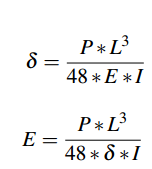 δ = P∗L³ / 48∗E∗I
E = P∗L³ / 48∗δ∗I